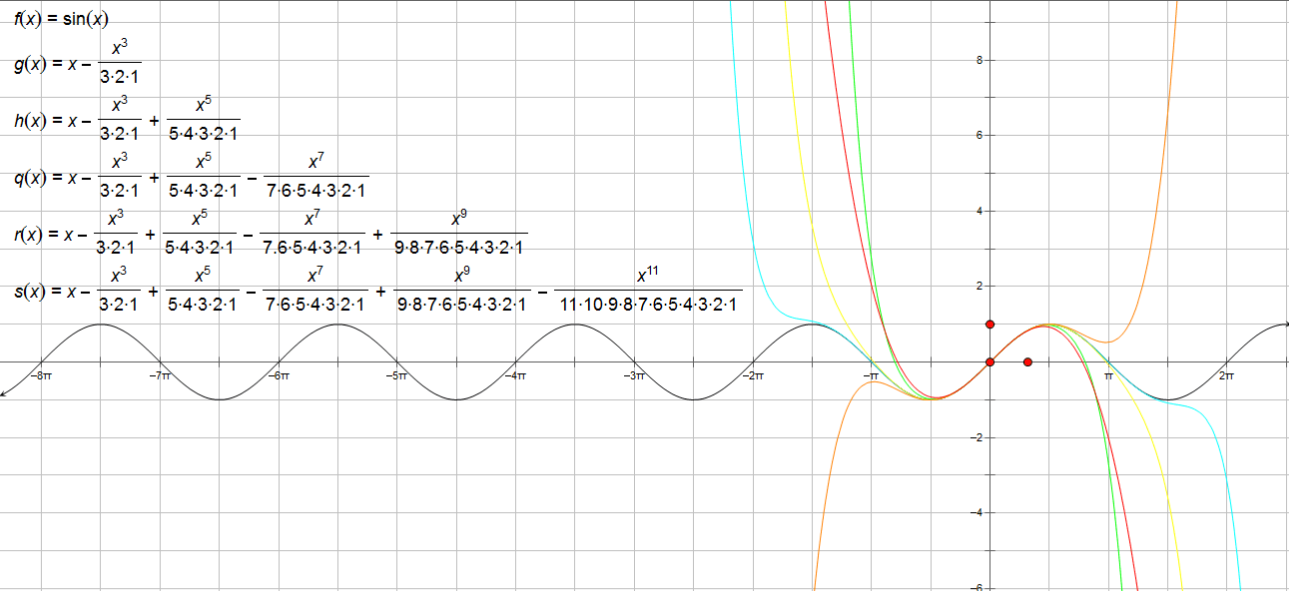 f(x) = sin(x)
g(x) = x − x³/(3·2·1)
h(x) = x − x³/(3·2·1) + x⁵/(5·4·3·2·1)
q(x) = x − x³/(3·2·1) + x⁵/(5·4·3·2·1) − x⁷/(7·6·5·4·3·2·1)
r(x) = x − x³/(3·2·1) + x⁵/(5·4·3·2·1) − x⁷/(7.6·5·4·3·2·1) + x⁹/(9·8·7·6·5·4·3·2·1)
s(x) = x − x³/(3·2·1) + x⁵/(5·4·3·2·1) − x⁷/(7·6·5·4·3·2·1) + x⁹/(9·8·7·6·5·4·3·2·1) − x¹¹/(11·10·9·8·7·6·5·4·3·2·1)
8
6
4
2
−8π −7π −6π −5π −4π −3π −2π −π π 2π
−2
−4
−6